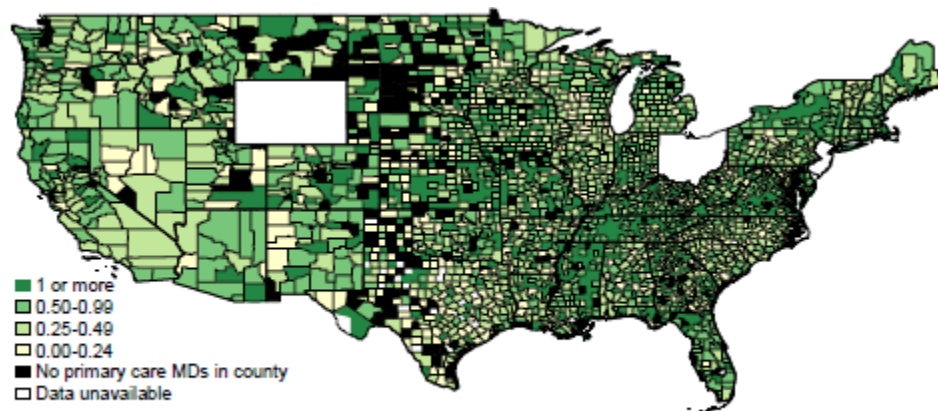 1 or more
0.50-0.99
0.25-0.49
0.00-0.24
No primary care MDs in county
Data unavailable